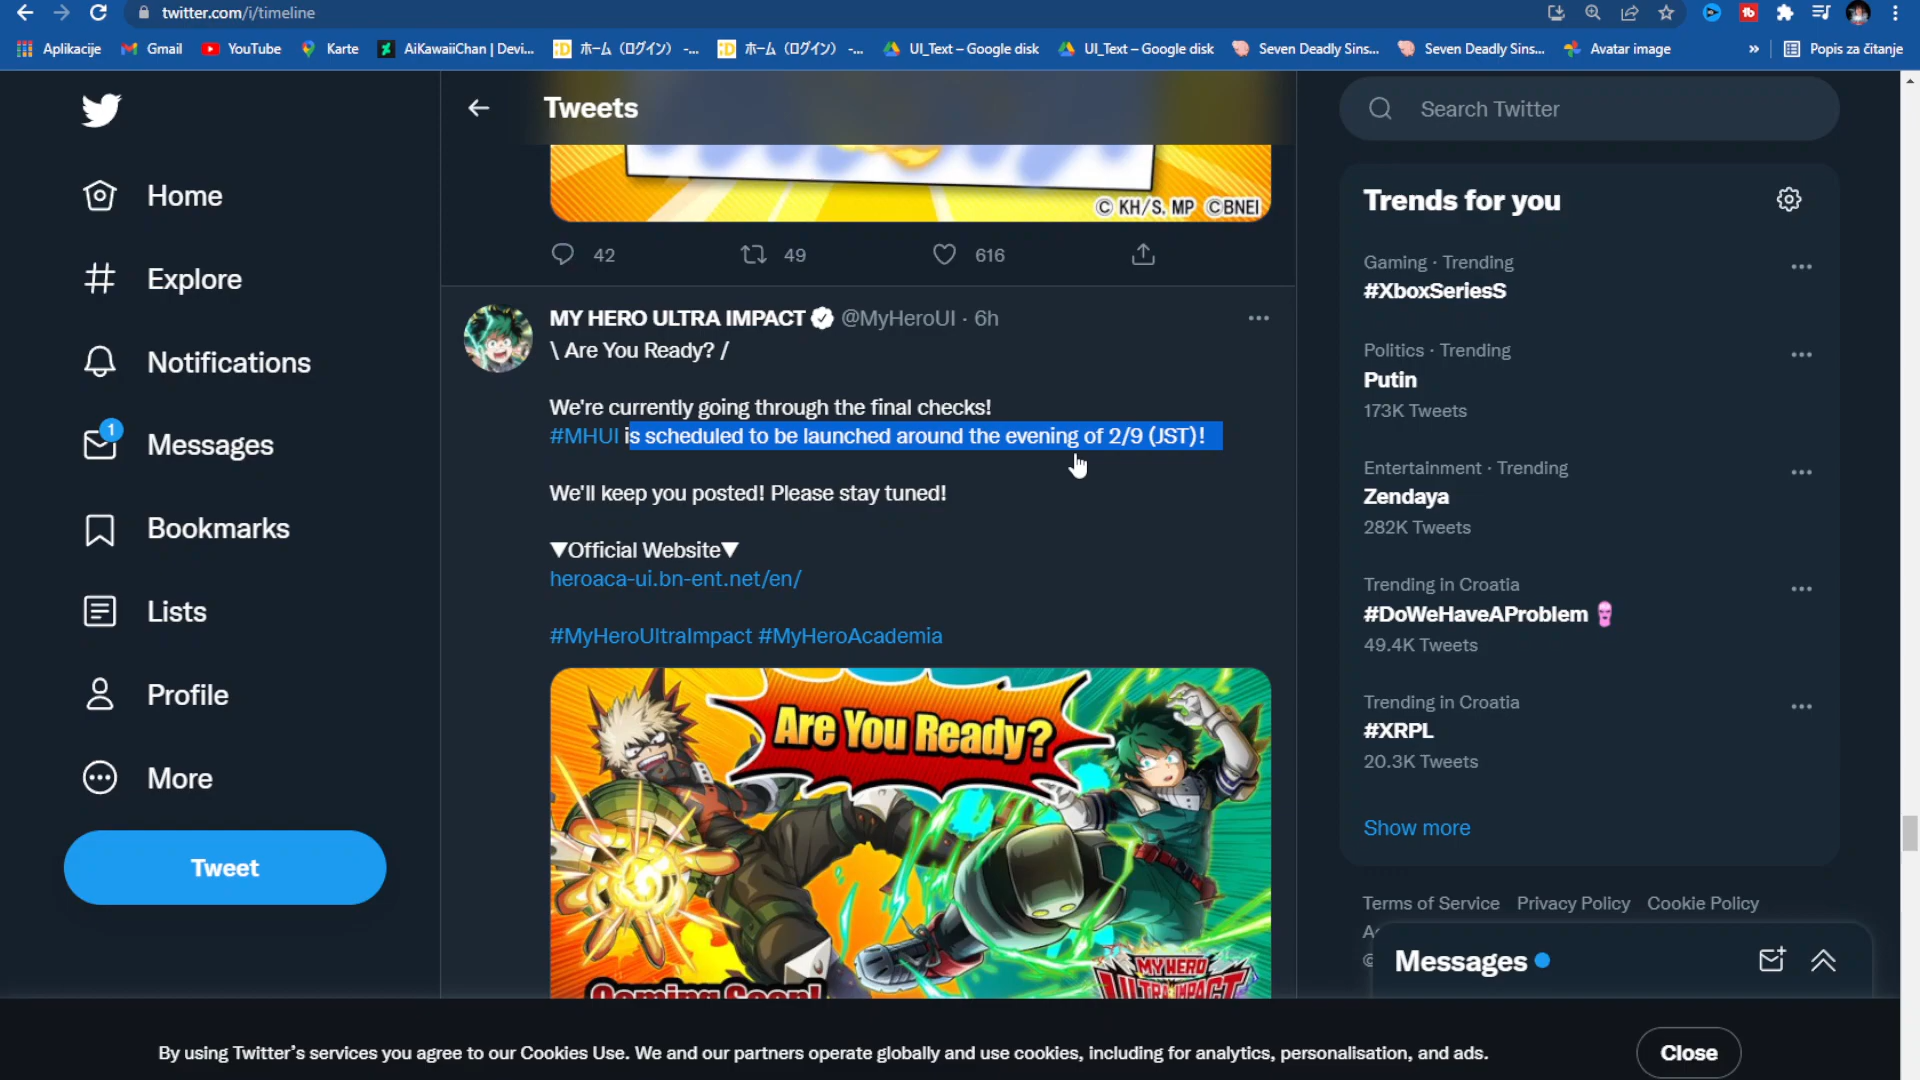 twitter.com/i/timeline
Aplikacije
Gmail
YouTube
Karte
AiKawaiiChan | Devi...
ホーム（ログイン） -...
ホーム（ログイン） -...
UI_Text – Google disk
UI_Text – Google disk
Seven Deadly Sins...
Seven Deadly Sins...
Avatar image
»
Popis za čitanje
Home
Explore
Notifications
1
Messages
Bookmarks
Lists
Profile
More
Tweet
Tweets
© KH/S, MP ©BNEI
42
49
616
MY HERO ULTRA IMPACT @MyHeroUI · 6h
\ Are You Ready? /
We're currently going through the final checks!
#MHUI is scheduled to be launched around the evening of 2/9 (JST)!
We'll keep you posted! Please stay tuned!
▼Official Website▼
heroaca-ui.bn-ent.net/en/
#MyHeroUltraImpact #MyHeroAcademia
Are You Ready?
Coming Soon!
MY HERO
ULTRA IMPACT
Search Twitter
Trends for you
Gaming · Trending
#XboxSeriesS
Politics · Trending
Putin
173K Tweets
Entertainment · Trending
Zendaya
282K Tweets
Trending in Croatia
#DoWeHaveAProblem
49.4K Tweets
Trending in Croatia
#XRPL
20.3K Tweets
Show more
Terms of Service Privacy Policy Cookie Policy
Messages
By using Twitter's services you agree to our Cookies Use. We and our partners operate globally and use cookies, including for analytics, personalisation, and ads.
Close